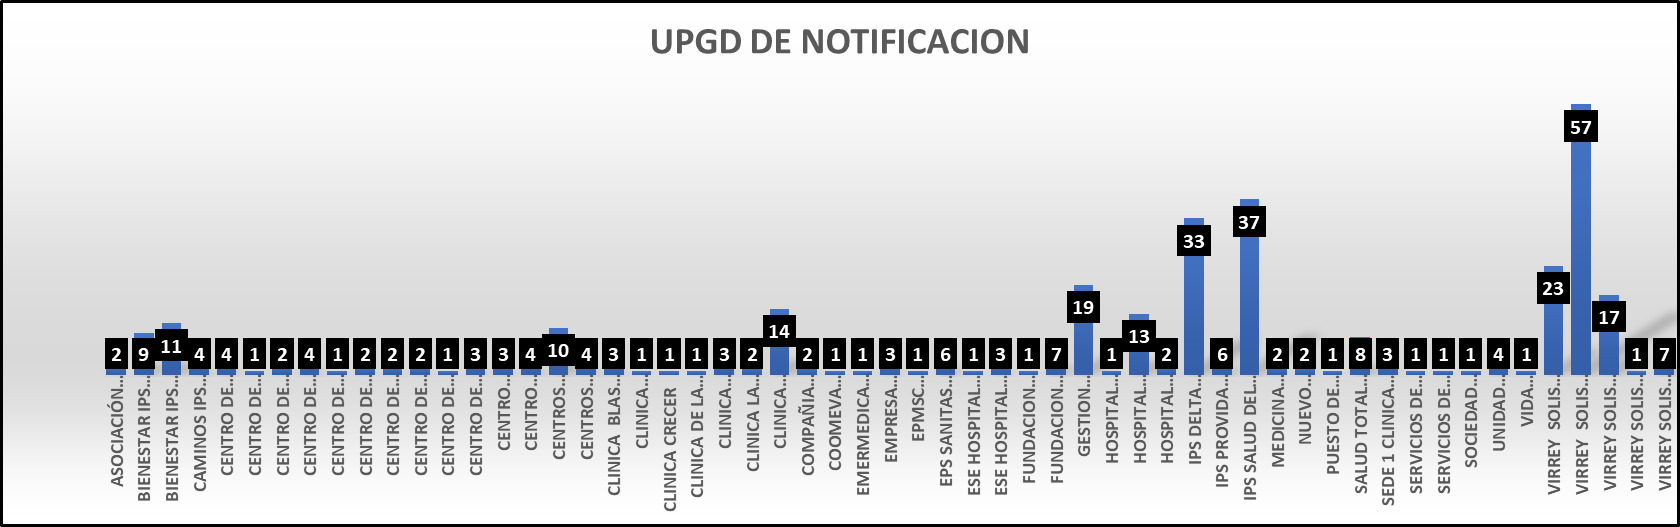 UPGD DE NOTIFICACION
2 9 11 4 4 1 2 4 1 2 2 2 1 3 3 4 10 4 3 1 1 1 3 2 14 2 1 1 3 1 6 1 3 1 7 19 1 13 2 33 6 37 2 2 1 8 3 1 1 1 4 1 23 57 17 1 7
ASOCIACIÓN...
BIENESTAR IPS...
BIENESTAR IPS...
CAMINOS IPS...
CENTRO DE...
CENTRO DE...
CENTRO DE...
CENTRO DE...
CENTRO DE...
CENTRO DE...
CENTRO DE...
CENTRO DE...
CENTRO DE...
CENTRO DE...
CENTRO...
CENTRO...
CENTROS...
CENTROS...
CLINICA  BLAS...
CLINICA...
CLINICA CRECER
CLINICA DE LA...
CLINICA...
CLINICA LA...
CLINICA...
COMPAÑIA...
COOMEVA...
EMERMEDICA...
EMPRESA...
EPMSC...
EPS SANITAS...
ESE HOSPITAL...
ESE HOSPITAL...
FUNDACION...
FUNDACION...
GESTION...
HOSPITAL...
HOSPITAL...
HOSPITAL...
IPS DELTA...
IPS PROVIDA...
IPS SALUD DEL...
MEDICINA...
NUEVO...
PUESTO DE...
SALUD TOTAL...
SEDE 1 CLINICA...
SERVICIOS DE...
SERVICIOS DE...
SOCIEDAD...
UNIDAD...
VIDA...
VIRREY  SOLIS...
VIRREY  SOLIS...
VIRREY SOLIS...
VIRREY SOLIS...
VIRREY SOLIS...